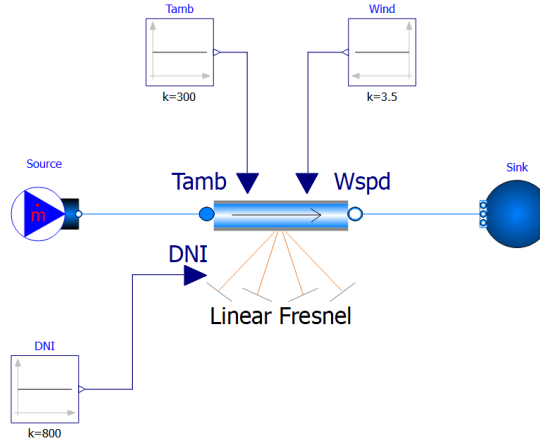 Tamb
Wind
k=300
k=3.5
Source
Tamb
Wspd
Sink
ṁ
DNI
Linear Fresnel
DNI
k=800